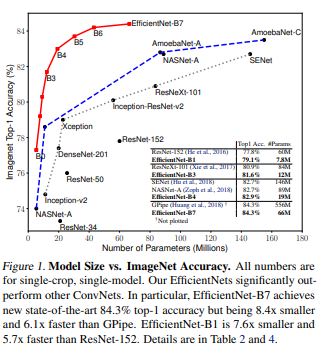 84
82
80
78
76
74
Imagenet Top-1 Accuracy (%)
EfficientNet-B7
B6
B5
B4
B3
B0
AmoebaNet-C
AmoebaNet-A
NASNet-A
SENet
ResNeXt-101
Inception-ResNet-v2
Xception
ResNet-152
DenseNet-201
ResNet-50
Inception-v2
NASNet-A
ResNet-34
Top1 Acc. #Params
ResNet-152 (He et al., 2016) 77.8% 60M
EfficientNet-B1 79.1% 7.8M
ResNeXt-101 (Xie et al., 2017) 80.9% 84M
EfficientNet-B3 81.6% 12M
SENet (Hu et al., 2018) 82.7% 146M
NASNet-A (Zoph et al., 2018) 82.7% 89M
EfficientNet-B4 82.9% 19M
GPipe (Huang et al., 2018) † 84.3% 556M
EfficientNet-B7 84.3% 66M
†Not plotted
0 20 40 60 80 100 120 140 160 180
Number of Parameters (Millions)
Figure 1. Model Size vs. ImageNet Accuracy. All numbers are
for single-crop, single-model. Our EfficientNets significantly out-
perform other ConvNets. In particular, EfficientNet-B7 achieves
new state-of-the-art 84.3% top-1 accuracy but being 8.4x smaller
and 6.1x faster than GPipe. EfficientNet-B1 is 7.6x smaller and
5.7x faster than ResNet-152. Details are in Table 2 and 4.